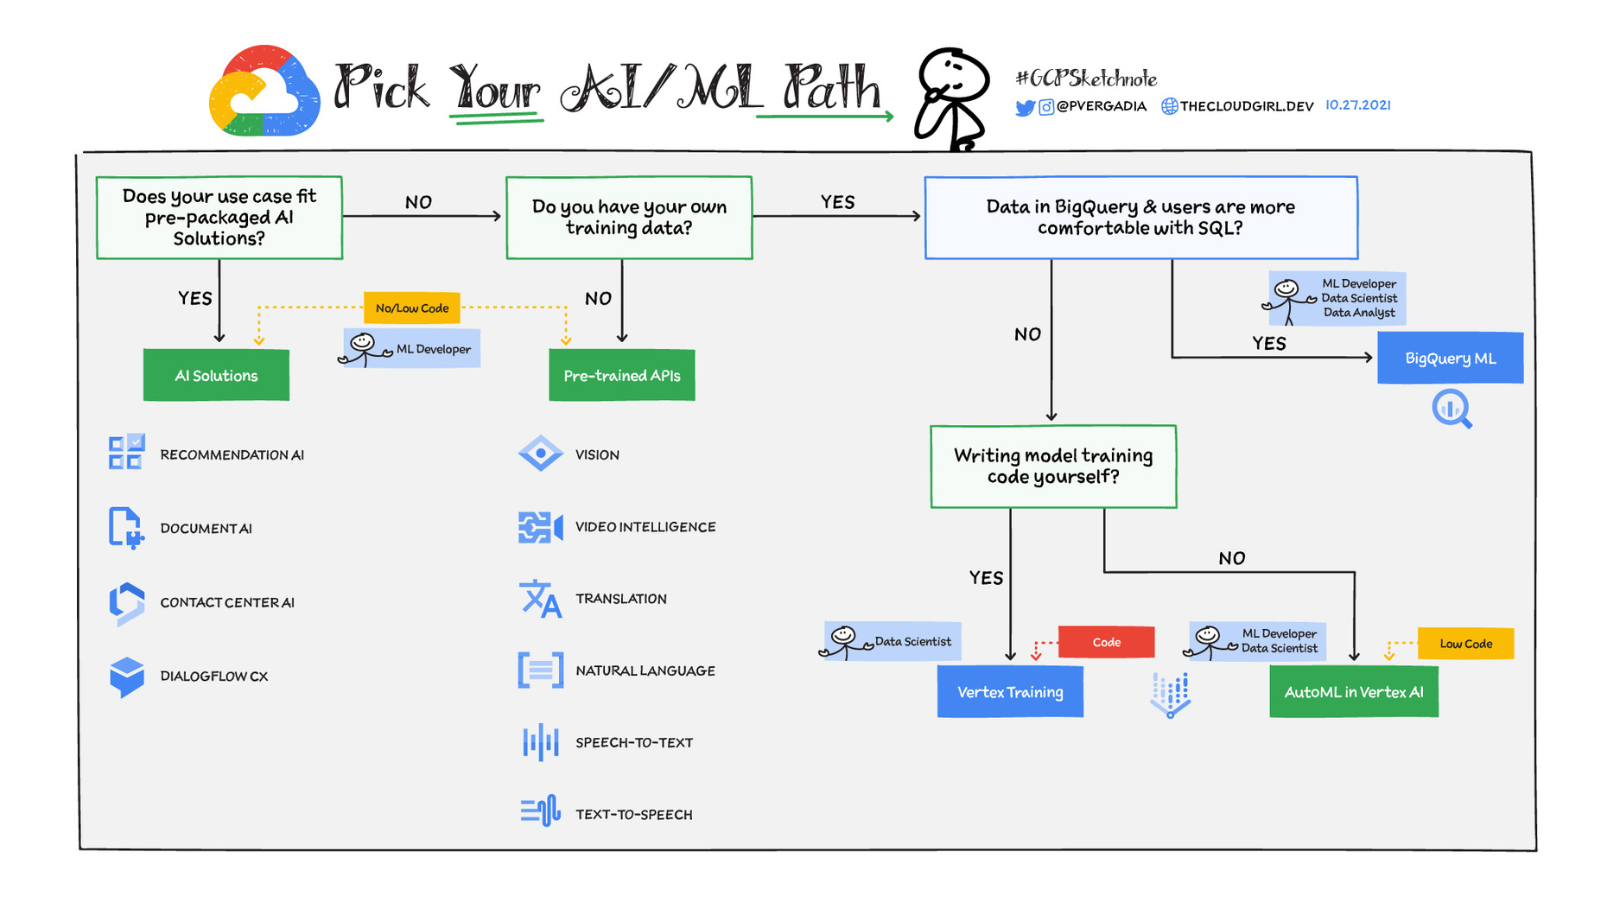 Pick Your AI/ML Path
#GCPSketchnote
@PVERGADIA THECLOUDGIRL.DEV 10.27.2021
Does your use case fit
pre-packaged AI
Solutions?
NO
Do you have your own
training data?
YES
Data in BigQuery & users are more
comfortable with SQL?
YES
No/Low Code
ML Developer
NO
NO
ML Developer
Data Scientist
Data Analyst
YES
BigQuery ML
AI Solutions
Pre-trained APIs
RECOMMENDATION AI
DOCUMENT AI
CONTACT CENTER AI
DIALOGFLOW CX
VISION
VIDEO INTELLIGENCE
TRANSLATION
NATURAL LANGUAGE
SPEECH-TO-TEXT
TEXT-TO-SPEECH
Writing model training
code yourself?
YES
NO
Data Scientist
Code
ML Developer
Data Scientist
Low Code
Vertex Training
AutoML in Vertex AI